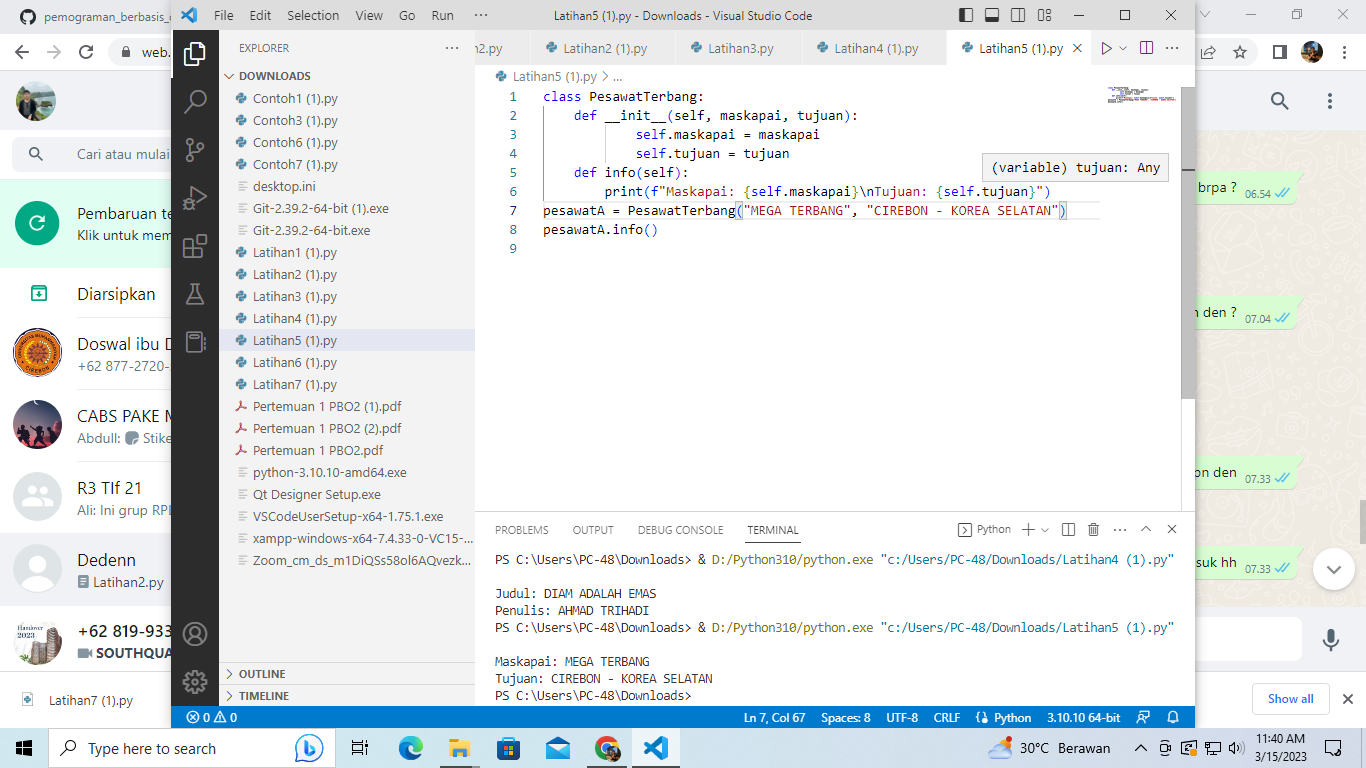 pemograman_berbasis_
web.
Cari atau mulai
Pembaruan te
Klik untuk mem
Diarsipkan
Doswal ibu D
+62 877-2720-
CABS PAKE M
Abdull: Stike
R3 TIf 21
Ali: Ini grup RPL
Dedenn
Latihan2.py
+62 819-933
SOUTHQUA
Latihan7 (1).py
File Edit Selection View Go Run ···
Latihan5 (1).py - Downloads - Visual Studio Code
EXPLORER ···
DOWNLOADS
Contoh1 (1).py
Contoh3 (1).py
Contoh6 (1).py
Contoh7 (1).py
desktop.ini
Git-2.39.2-64-bit (1).exe
Git-2.39.2-64-bit.exe
Latihan1 (1).py
Latihan2 (1).py
Latihan3 (1).py
Latihan4 (1).py
Latihan5 (1).py
Latihan6 (1).py
Latihan7 (1).py
Pertemuan 1 PBO2 (1).pdf
Pertemuan 1 PBO2 (2).pdf
Pertemuan 1 PBO2.pdf
python-3.10.10-amd64.exe
Qt Designer Setup.exe
VSCodeUserSetup-x64-1.75.1.exe
xampp-windows-x64-7.4.33-0-VC15-...
Zoom_cm_ds_m1DiQSs58ol6AQvezk...
OUTLINE
TIMELINE
n2.py Latihan2 (1).py Latihan3.py Latihan4 (1).py Latihan5 (1).py
Latihan5 (1).py > ...
1 class PesawatTerbang:
2 def __init__(self, maskapai, tujuan):
3 self.maskapai = maskapai
4 self.tujuan = tujuan
5 def info(self):
6 print(f"Maskapai: {self.maskapai}\nTujuan: {self.tujuan}")
7 pesawatA = PesawatTerbang("MEGA TERBANG", "CIREBON - KOREA SELATAN")
8 pesawatA.info()
9
(variable) tujuan: Any
PROBLEMS OUTPUT DEBUG CONSOLE TERMINAL Python
PS C:\Users\PC-48\Downloads> & D:/Python310/python.exe "c:/Users/PC-48/Downloads/Latihan4 (1).py"
Judul: DIAM ADALAH EMAS
Penulis: AHMAD TRIHADI
PS C:\Users\PC-48\Downloads> & D:/Python310/python.exe "c:/Users/PC-48/Downloads/Latihan5 (1).py"
Maskapai: MEGA TERBANG
Tujuan: CIREBON - KOREA SELATAN
PS C:\Users\PC-48\Downloads>
0 0 Ln 7, Col 67 Spaces: 8 UTF-8 CRLF Python 3.10.10 64-bit
brpa ? 06.54
n den ? 07.04
on den 07.33
suk hh 07.33
Show all
Type here to search
30°C Berawan
11:40 AM
3/15/2023